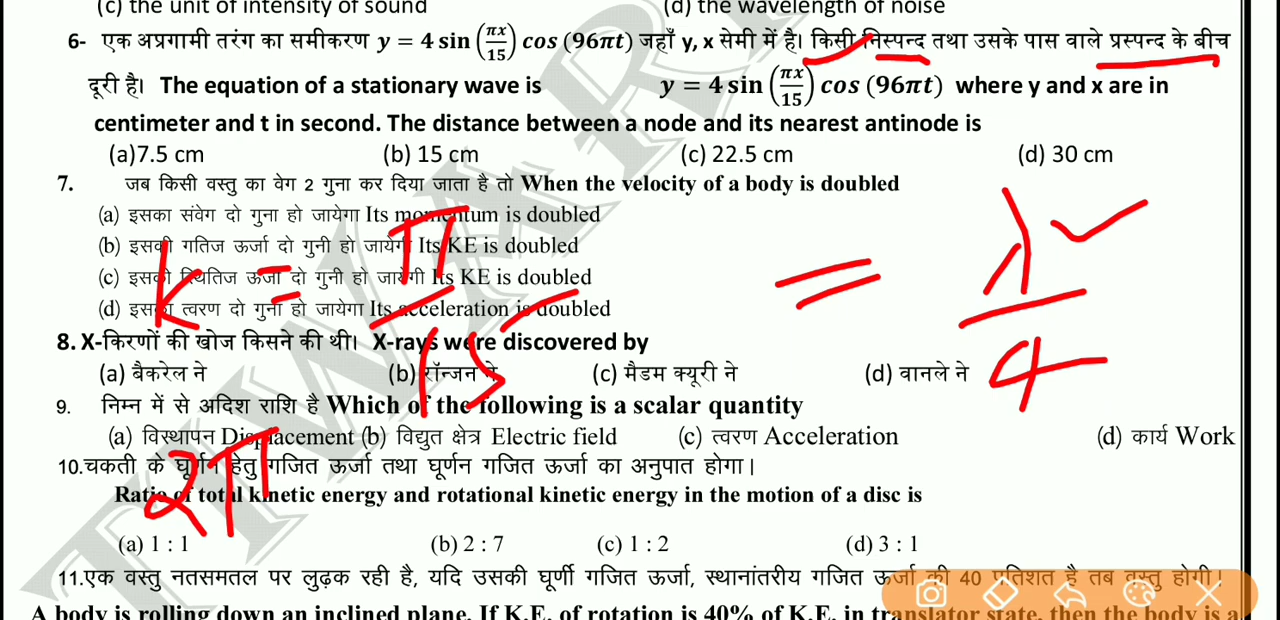 (c) the unit of intensity of sound (d) the wavelength of noise
6- एक अप्रगामी तरंग का समीकरण y = 4 sin (πx/15) cos (96πt) जहाँ y, x सेमी में है। किसी निस्पन्द तथा उसके पास वाले प्रस्पन्द के बीच
दूरी है। The equation of a stationary wave is y = 4 sin (πx/15) cos (96πt) where y and x are in
centimeter and t in second. The distance between a node and its nearest antinode is
(a)7.5 cm (b) 15 cm (c) 22.5 cm (d) 30 cm
7. जब किसी वस्तु का वेग 2 गुना कर दिया जाता है तो When the velocity of a body is doubled
(a) इसका संवेग दो गुना हो जायेगा Its momentum is doubled
(b) इसकी गतिज ऊर्जा दो गुनी हो जायेगी Its KE is doubled
(c) इसकी स्थितिज ऊर्जा दो गुनी हो जायेगी Its KE is doubled
(d) इसका त्वरण दो गुना हो जायेगा Its acceleration is doubled
k = π/15
2π
= λ/4
8. X-किरणों की खोज किसने की थी। X-rays were discovered by
(a) बैकरेल ने (b) रॉन्जन ने (c) मैडम क्यूरी ने (d) वानले ने
9. निम्न में से अदिश राशि है Which of the following is a scalar quantity
(a) विस्थापन Displacement (b) विद्युत क्षेत्र Electric field (c) त्वरण Acceleration (d) कार्य Work
10.चकती के घूर्णन हेतु गजित ऊर्जा तथा घूर्णन गजित ऊर्जा का अनुपात होगा।
Ratio of total kinetic energy and rotational kinetic energy in the motion of a disc is
(a) 1 : 1 (b) 2 : 7 (c) 1 : 2 (d) 3 : 1
11.एक वस्तु नतसमतल पर लुढ़क रही है, यदि उसकी घूर्णी गजित ऊर्जा, स्थानांतरीय गजित ऊर्जा की 40 प्रतिशत है तब वस्तु होगी।
A body is rolling down an inclined plane. If K.E. of rotation is 40% of K.E. in translator state, then the body is a